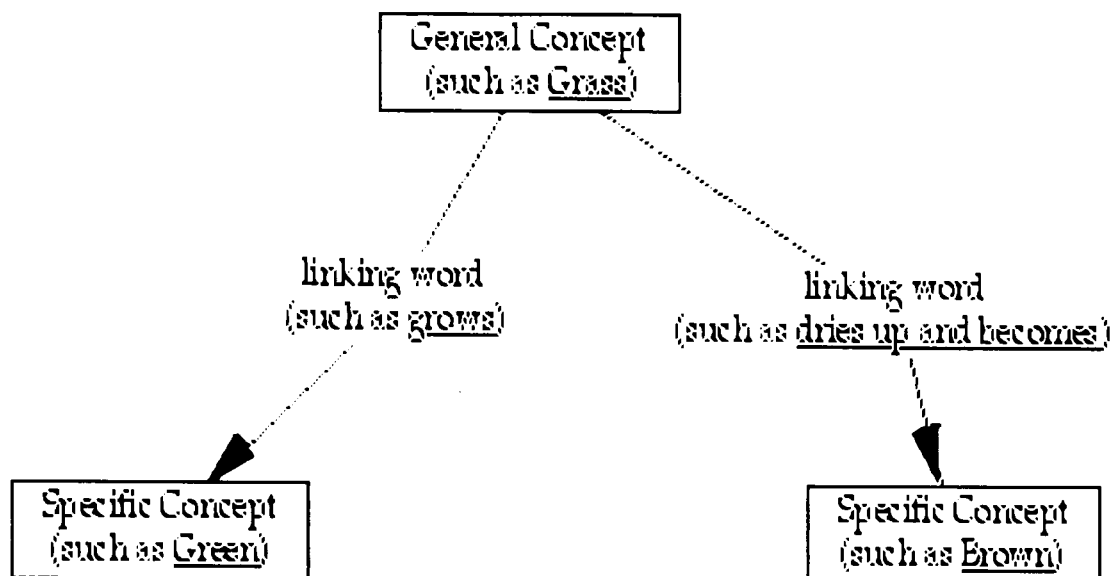 General Concept
(such as Grass)
linking word
(such as grows)
linking word
(such as dries up and becomes)
Specific Concept
(such as Green)
Specific Concept
(such as Brown)